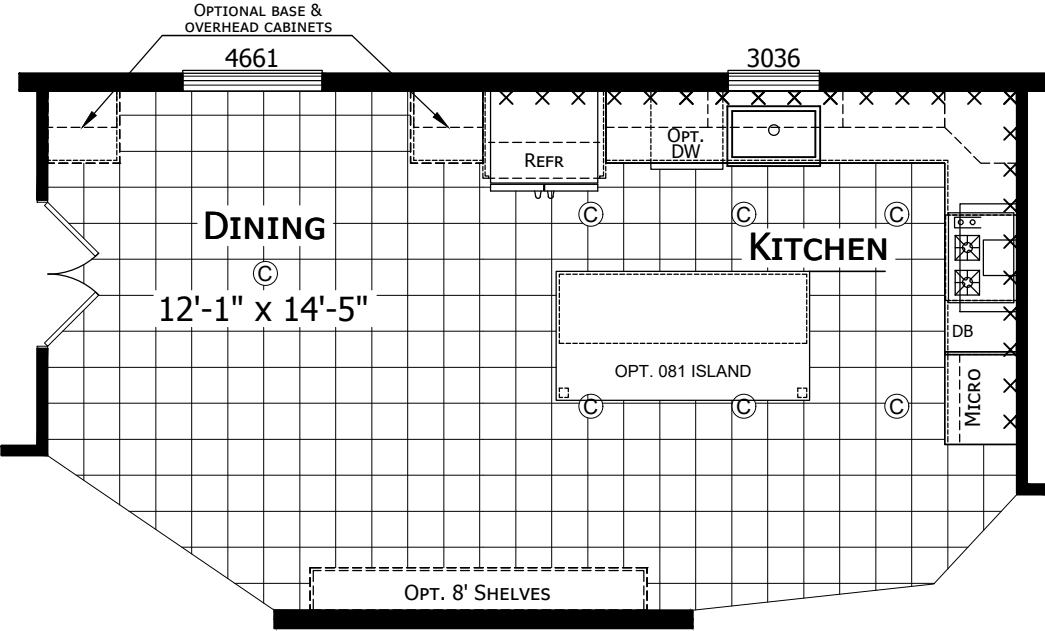 Optional base &
overhead cabinets
4661
3036
Opt.
DW
Refr
C
C
C
Dining
Kitchen
C
12'-1" x 14'-5"
DB
OPT. 081 ISLAND
Micro
C
C
C
Opt. 8' Shelves